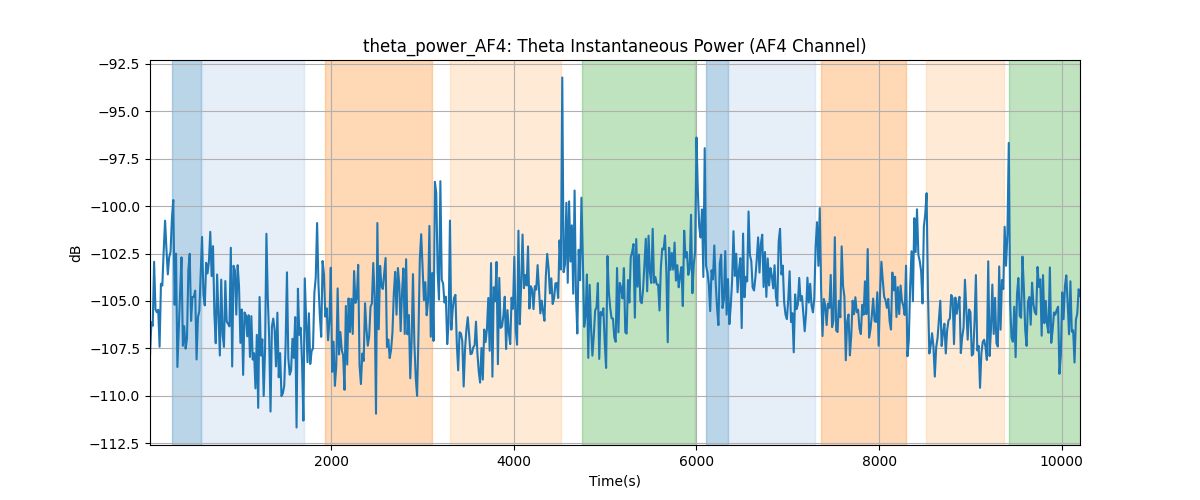 theta_power_AF4: Theta Instantaneous Power (AF4 Channel)
dB
−92.5
−95.0
−97.5
−100.0
−102.5
−105.0
−107.5
−110.0
−112.5
2000 4000 6000 8000 10000
Time(s)